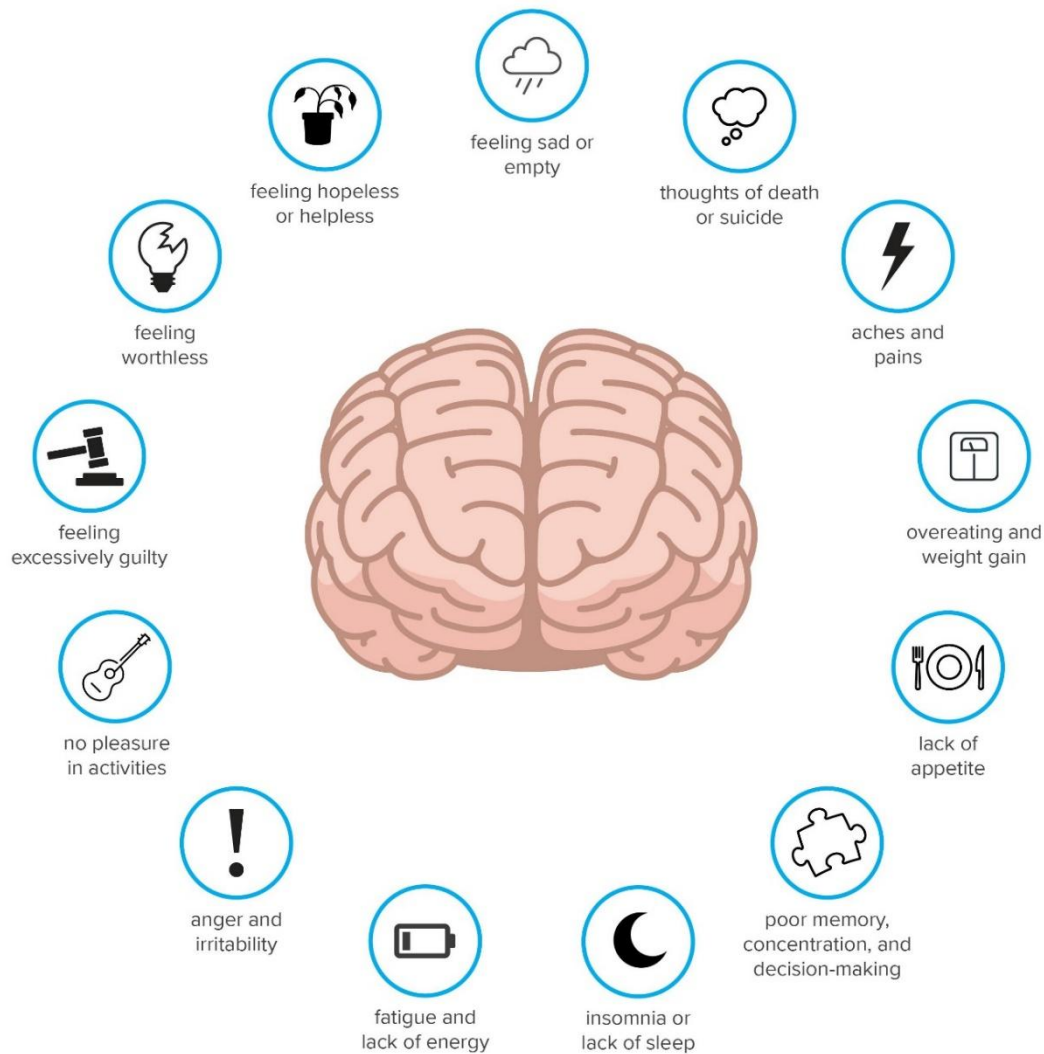 feeling sad or
empty
thoughts of death
or suicide
aches and
pains
overeating and
weight gain
lack of
appetite
poor memory,
concentration, and
decision-making
insomnia or
lack of sleep
fatigue and
lack of energy
anger and
irritability
no pleasure
in activities
feeling
excessively guilty
feeling
worthless
feeling hopeless
or helpless